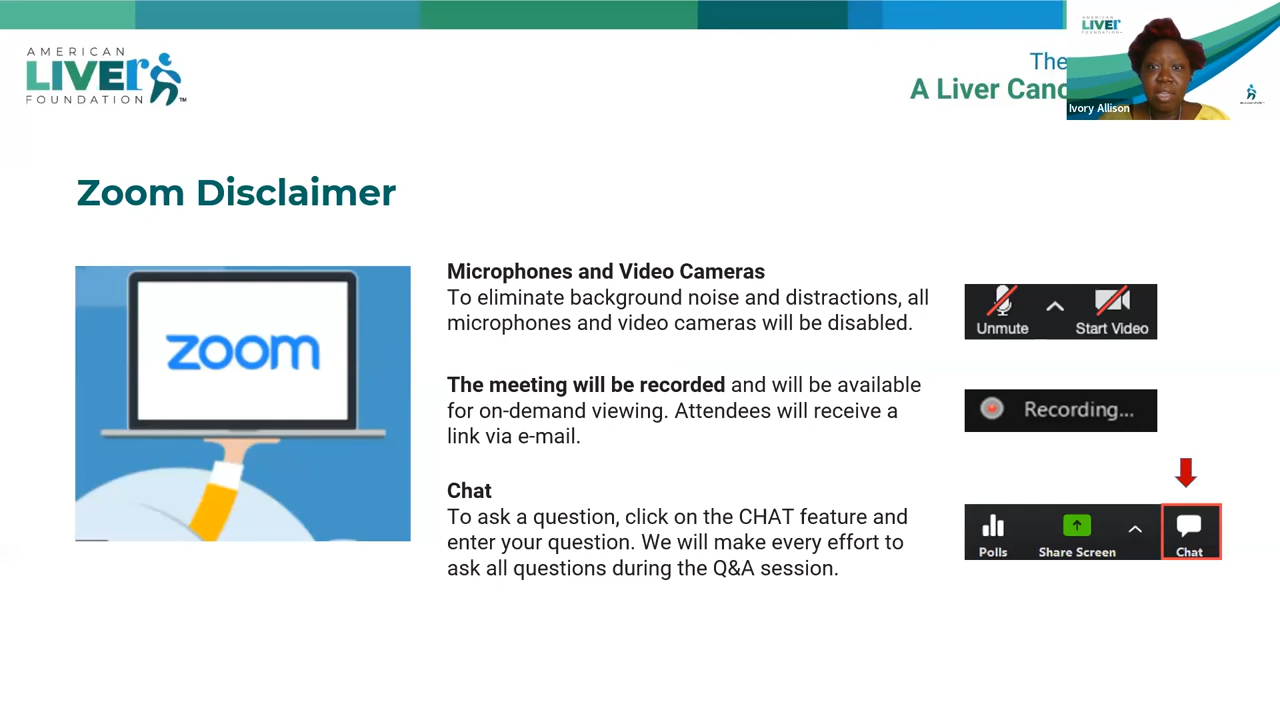 AMERICAN
LIVEr
FOUNDATION™
The
A Liver Canc
LIVEr
Ivory Allison
Zoom Disclaimer
zoom
Microphones and Video Cameras
To eliminate background noise and distractions, all
microphones and video cameras will be disabled.
Unmute
Start Video
The meeting will be recorded and will be available
for on-demand viewing. Attendees will receive a
link via e-mail.
Recording...
Chat
To ask a question, click on the CHAT feature and
enter your question. We will make every effort to
ask all questions during the Q&A session.
Polls
Share Screen
Chat